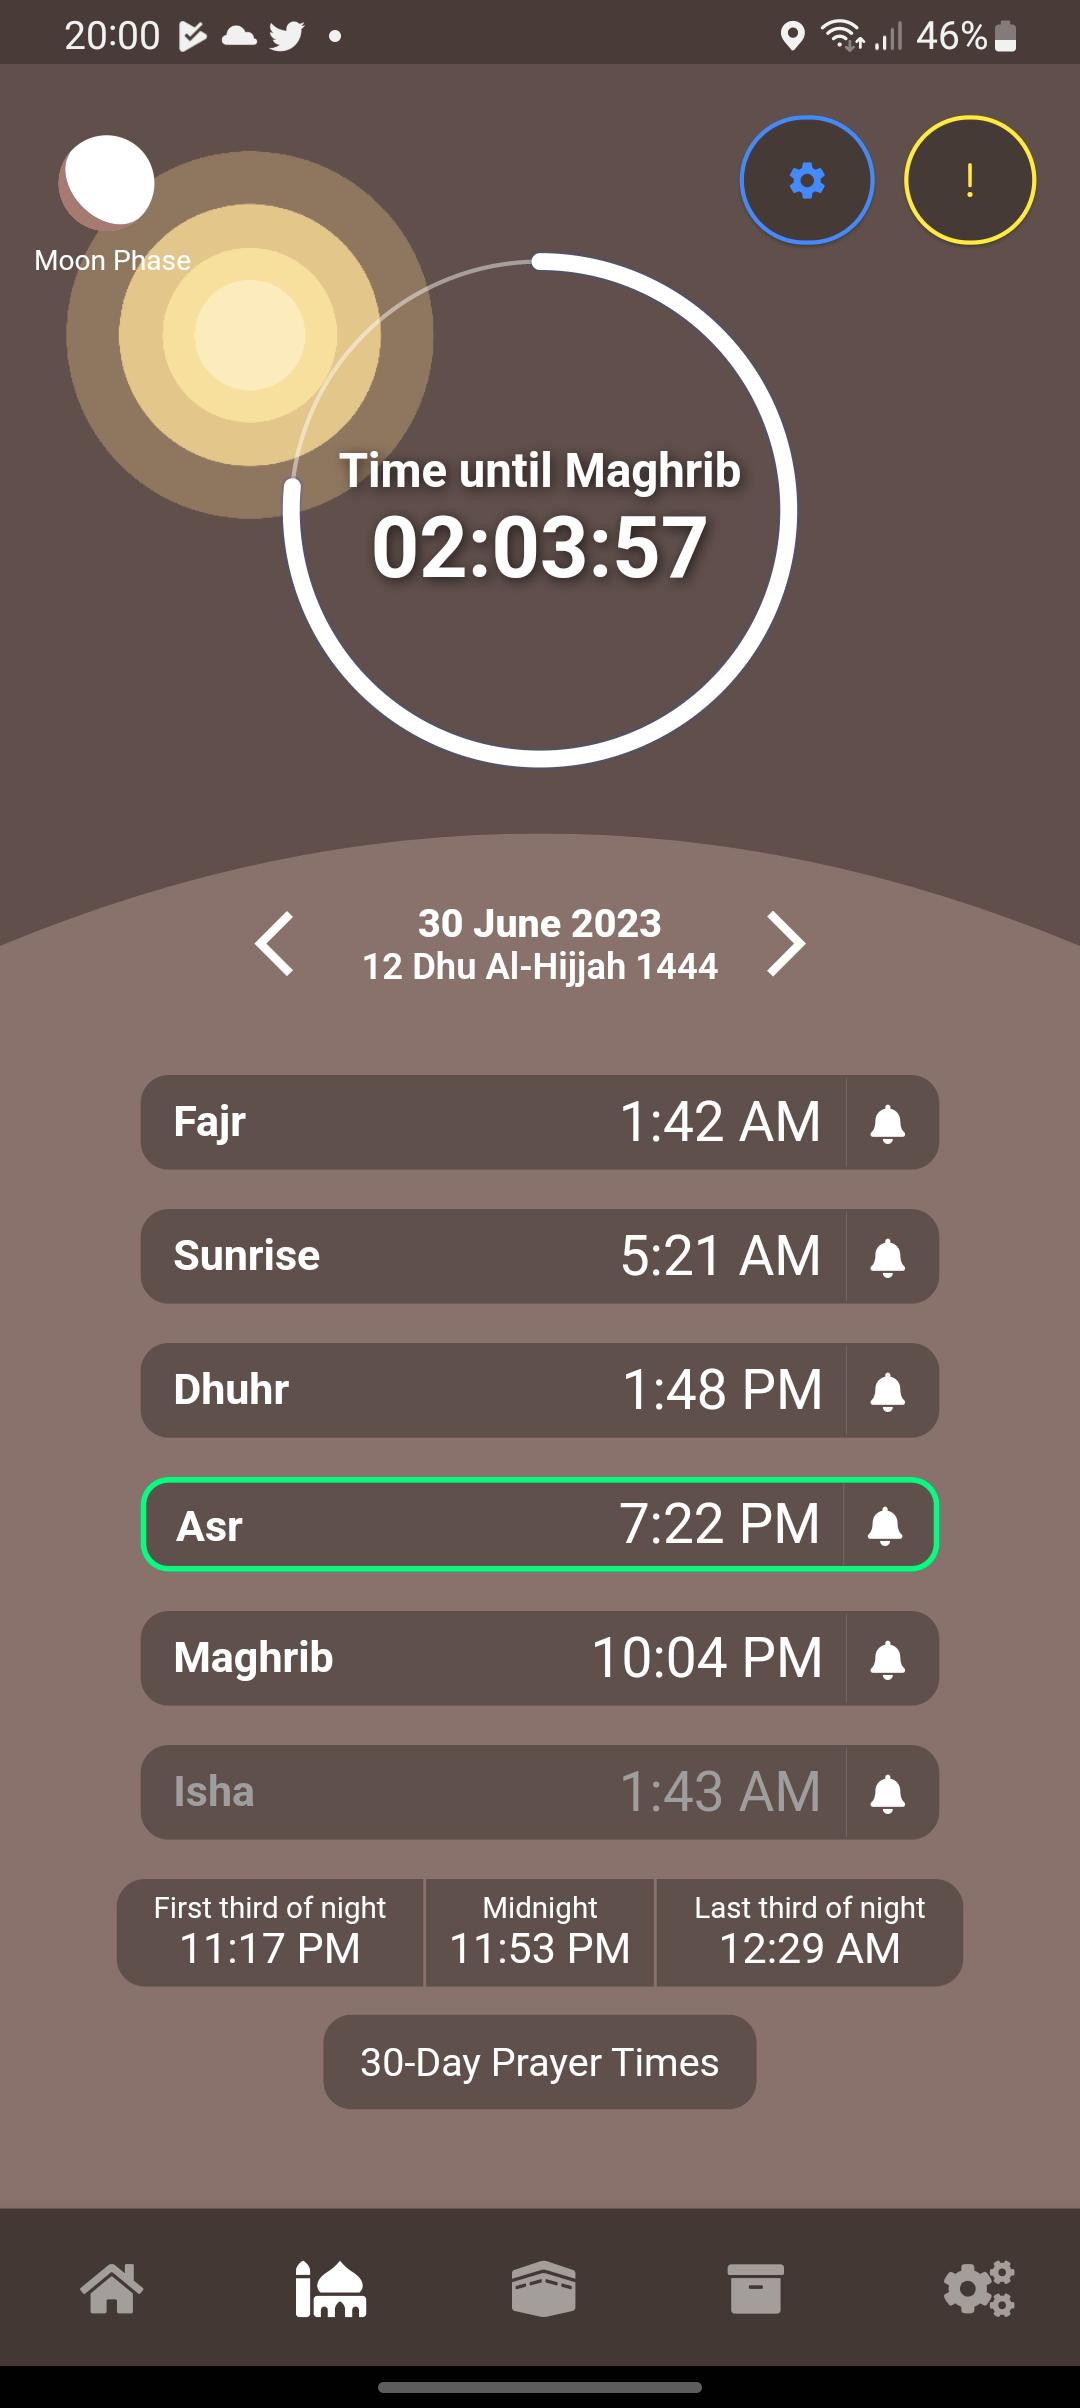 20:00
46%
!
Moon Phase
Time until Maghrib
02:03:57
30 June 2023
12 Dhu Al-Hijjah 1444
Fajr 1:42 AM
Sunrise 5:21 AM
Dhuhr 1:48 PM
Asr 7:22 PM
Maghrib 10:04 PM
Isha 1:43 AM
First third of night Midnight Last third of night
11:17 PM 11:53 PM 12:29 AM
30-Day Prayer Times